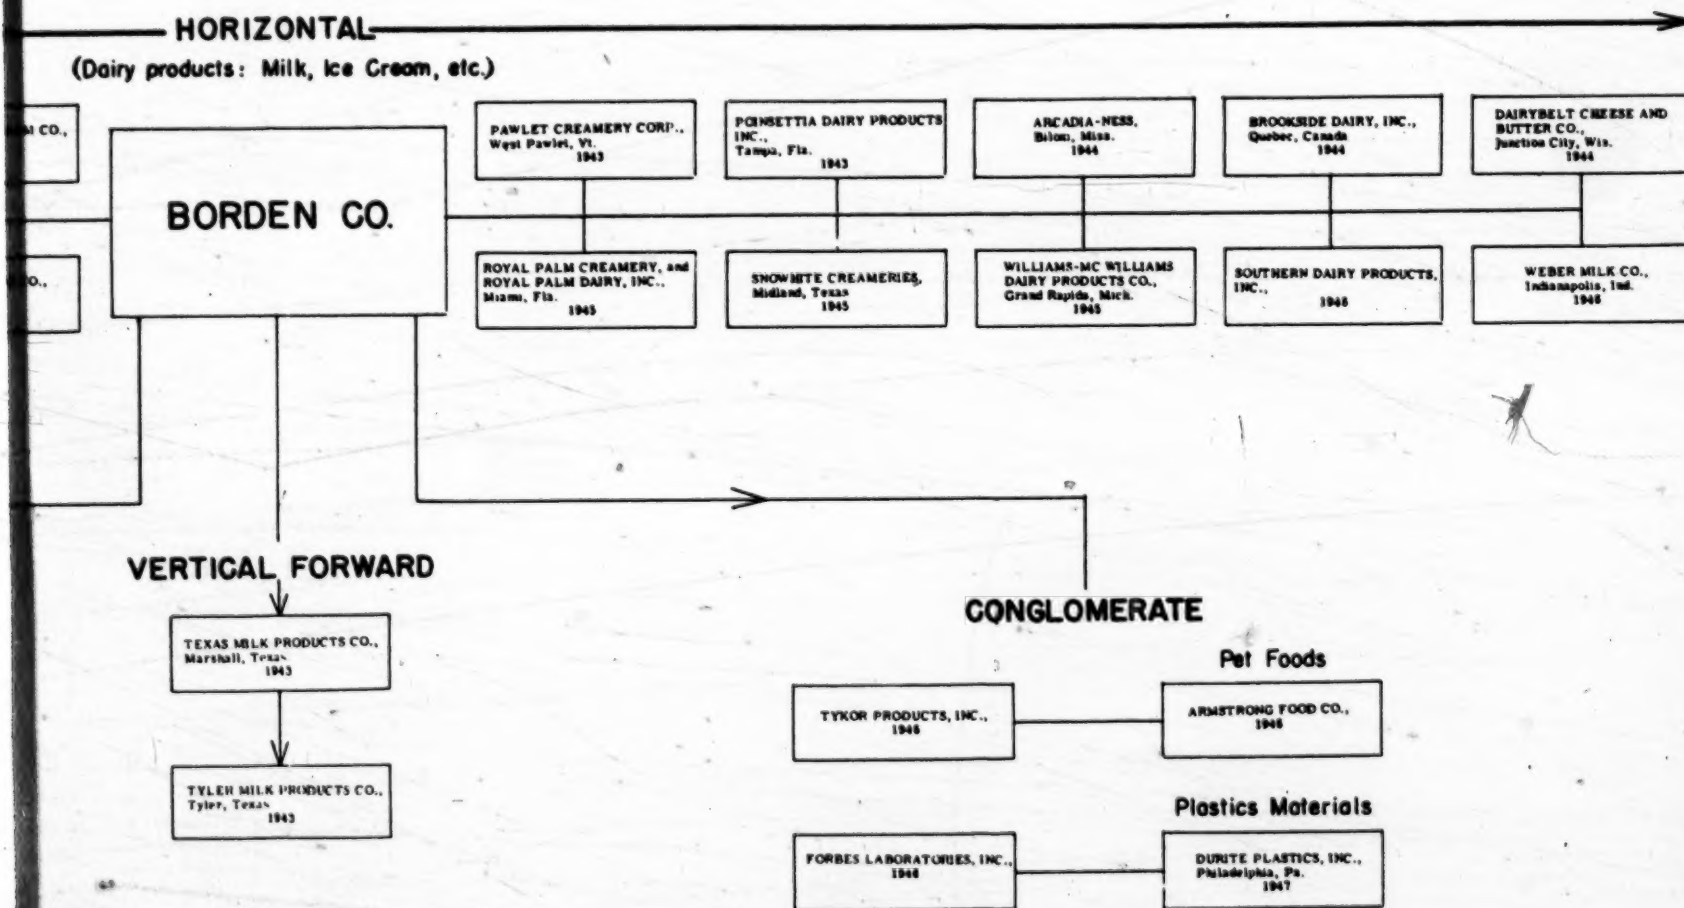 HORIZONTAL
(Dairy products: Milk, Ice Cream, etc.)
CO.,
BORDEN CO.
PAWLET CREAMERY CORP.,
West Pawlet, Vt.
1943
POINSETTIA DAIRY PRODUCTS
INC.,
Tampa, Fla.
1943
ARCADIA-NESS,
Biloxi, Miss.
1944
BROOKSIDE DAIRY, INC.,
Quebec, Canada
1944
DAIRYBELT CHEESE AND
BUTTER CO.,
Junction City, Wis.
1944
ROYAL PALM CREAMERY, and
ROYAL PALM DAIRY, INC.,
Miami, Fla.
1945
SNOWHITE CREAMERIES,
Midland, Texas
1945
WILLIAMS-MC WILLIAMS
DAIRY PRODUCTS CO.,
Grand Rapids, Mich.
1945
SOUTHERN DAIRY PRODUCTS,
INC.,
1946
WEBER MILK CO.,
Indianapolis, Ind.
1946
VERTICAL FORWARD
TEXAS MILK PRODUCTS CO.,
Marshall, Texas
1943
TYLER MILK PRODUCTS CO.,
Tyler, Texas
1943
CONGLOMERATE
Pet Foods
TYKOR PRODUCTS, INC.,
1946
ARMSTRONG FOOD CO.,
1946
Plastics Materials
FORBES LABORATORIES, INC.,
1946
DURITE PLASTICS, INC.,
Philadelphia, Pa.
1947